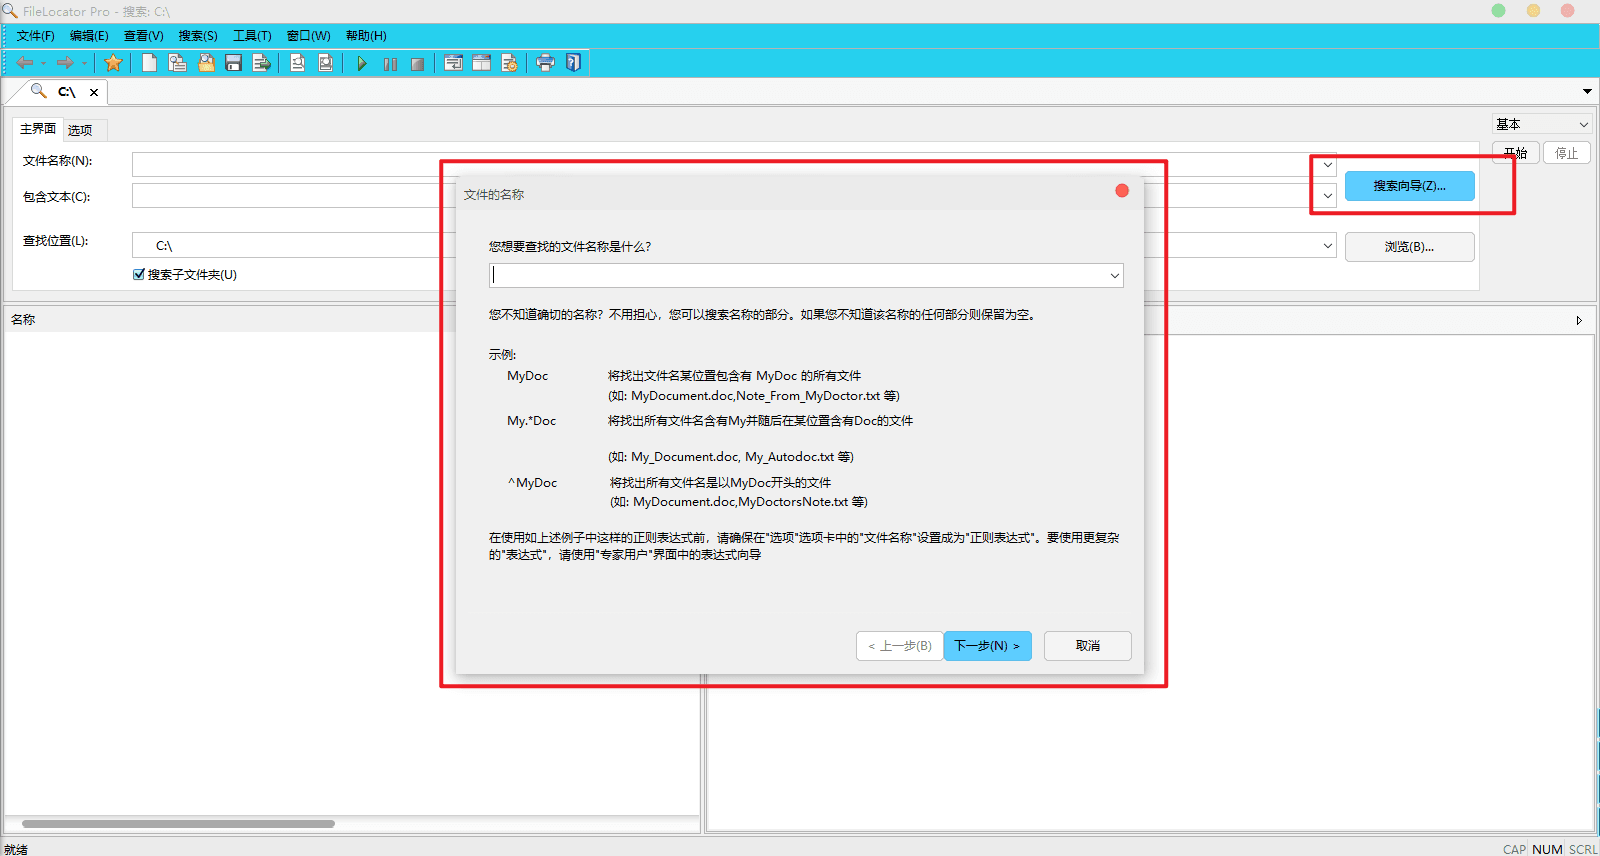 FileLocator Pro - 搜索: C:\
文件(F) 编辑(E) 查看(V) 搜索(S) 工具(T) 窗口(W) 帮助(H)
C:\
主界面 选项
基本
开始 停止
文件名称(N):
包含文本(C):
搜索向导(Z)...
查找位置(L): C:\
浏览(B)...
搜索子文件夹(U)
名称
文件的名称
您想要查找的文件名称是什么?
您不知道确切的名称? 不用担心，您可以搜索名称的部分。如果您不知道该名称的任何部分则保留为空。
示例:
MyDoc 将找出文件名某位置包含有 MyDoc 的所有文件
(如: MyDocument.doc,Note_From_MyDoctor.txt 等)
My.*Doc 将找出所有文件名含有My并随后在某位置含有Doc的文件
(如: My_Document.doc, My_Autodoc.txt 等)
^MyDoc 将找出所有文件名是以MyDoc开头的文件
(如: MyDocument.doc,MyDoctorsNote.txt 等)
在使用如上述例子中这样的正则表达式前，请确保在"选项"选项卡中的"文件名称"设置成为"正则表达式"。要使用更复杂
的"表达式"，请使用"专家用户"界面中的表达式向导
< 上一步(B) 下一步(N) > 取消
就绪
CAP NUM SCRL